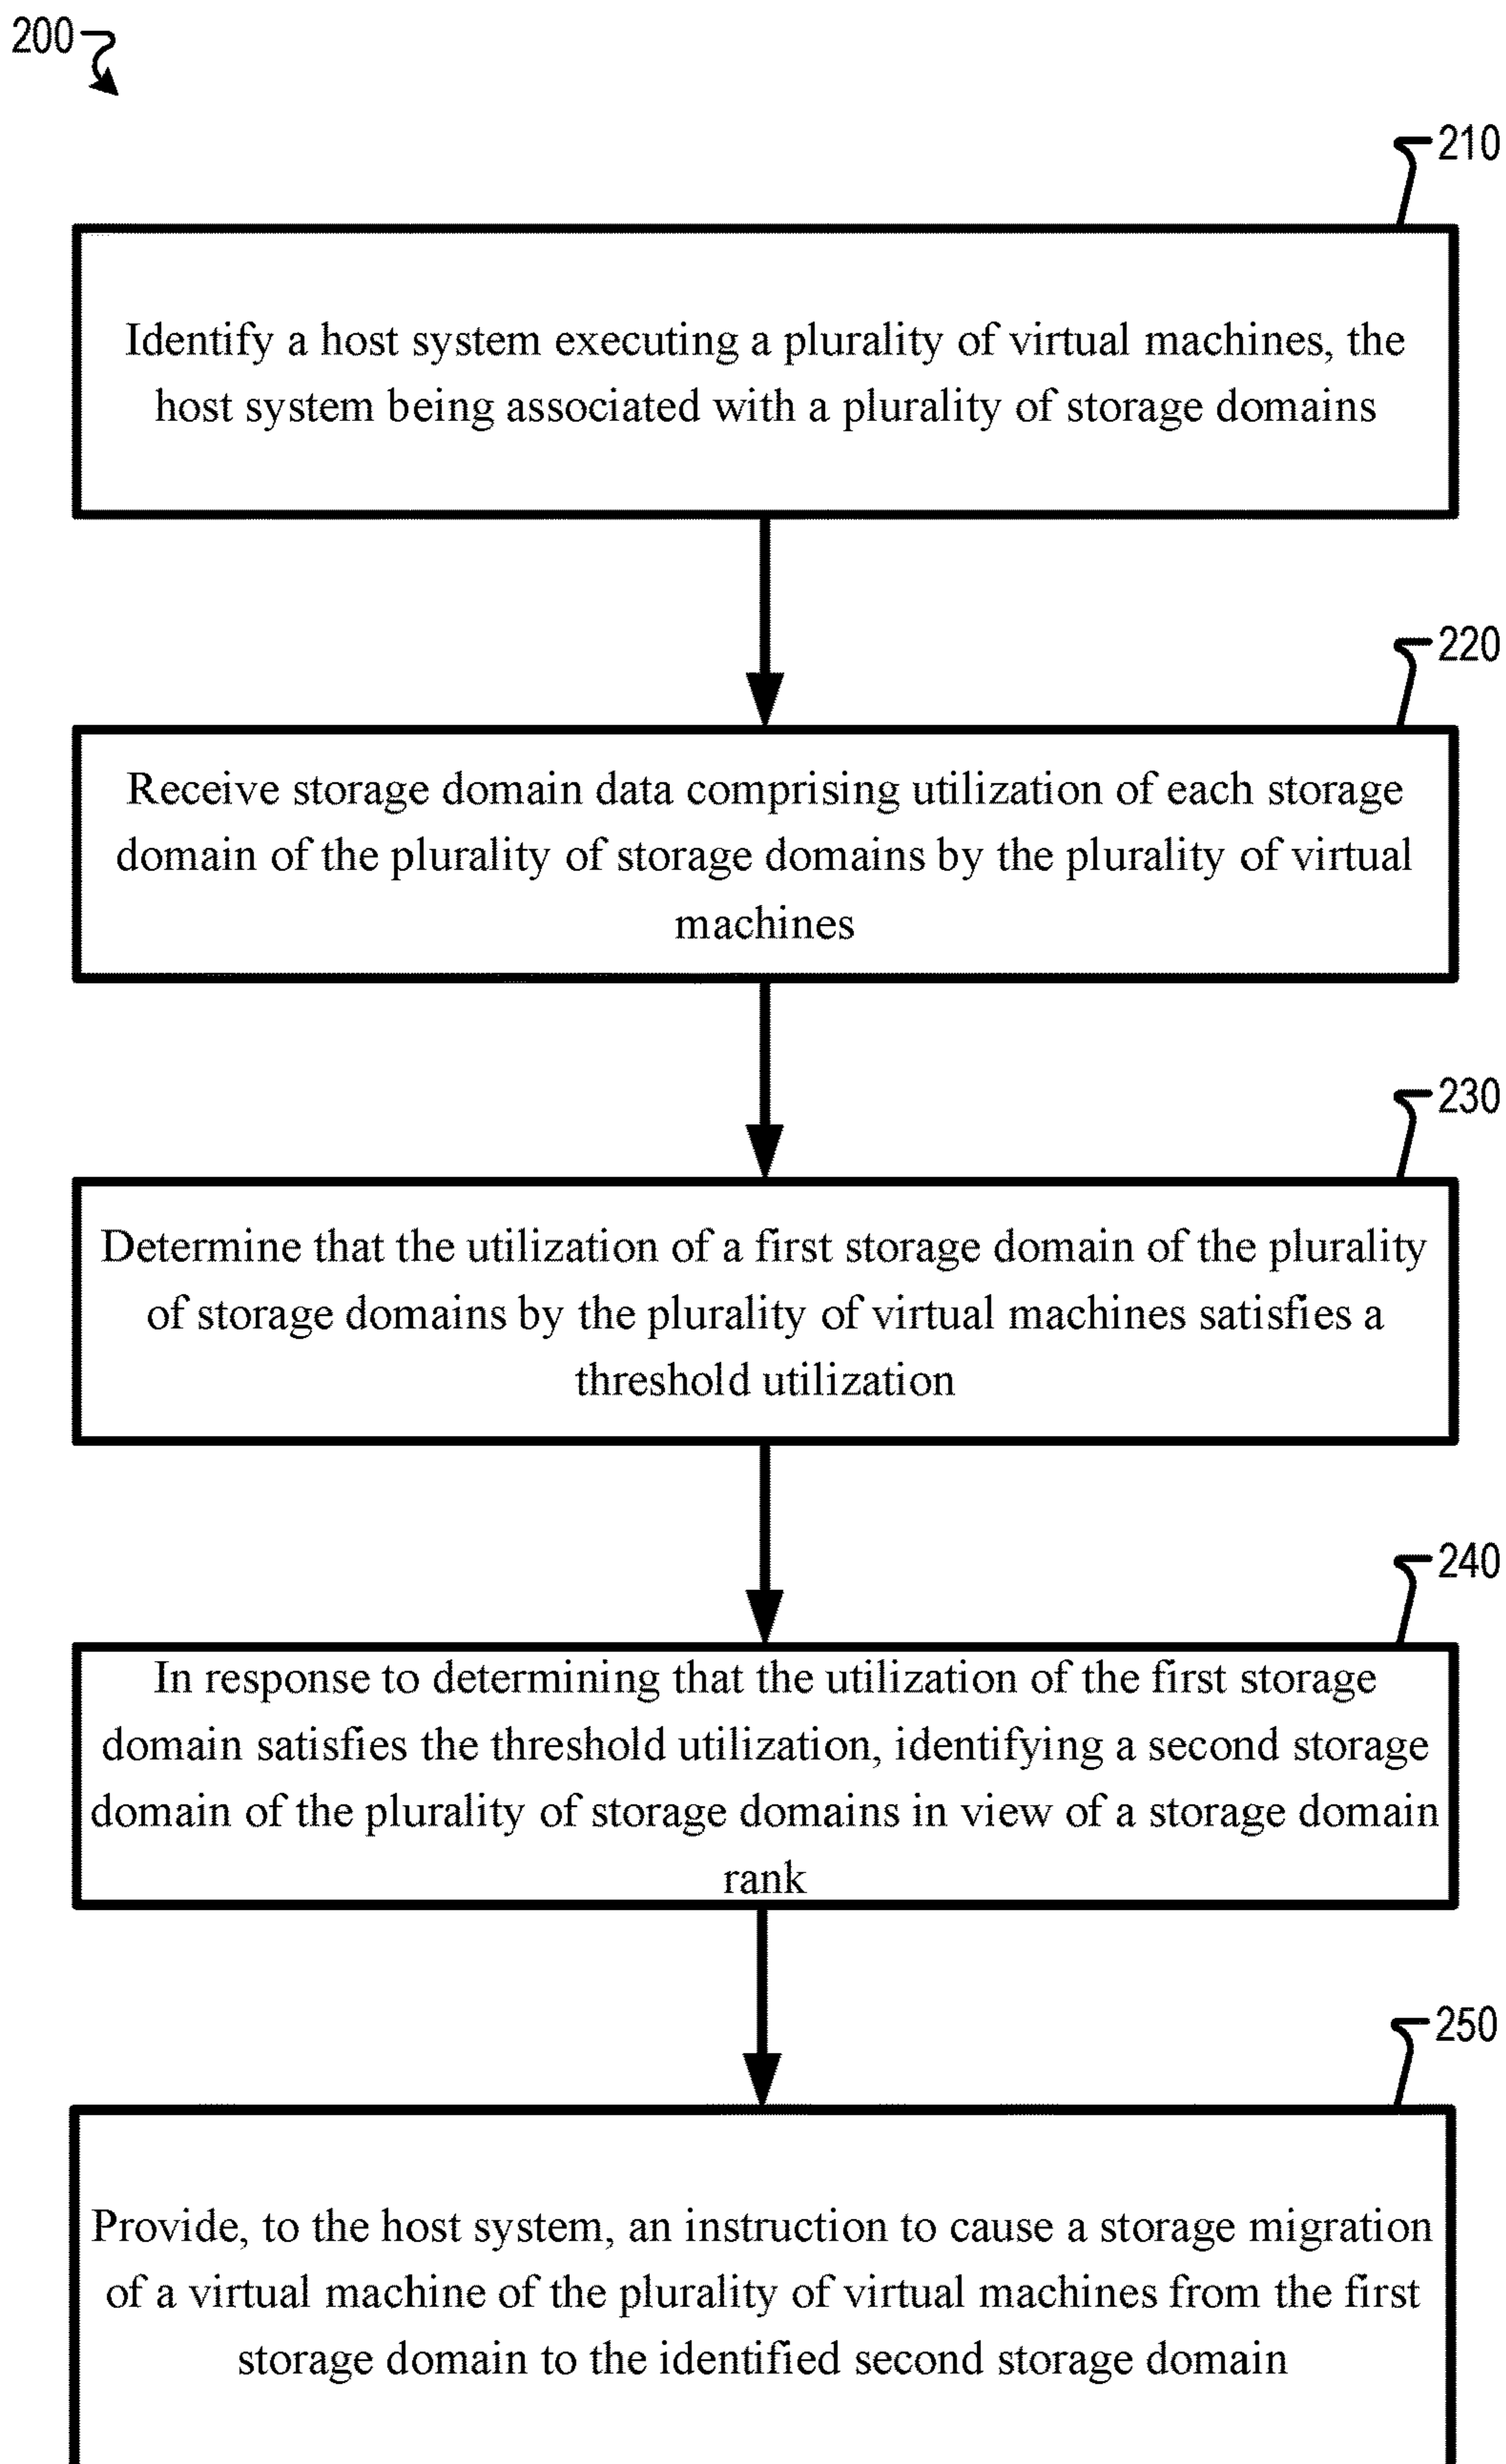 200
210
Identify a host system executing a plurality of virtual machines, the
host system being associated with a plurality of storage domains
220
Receive storage domain data comprising utilization of each storage
domain of the plurality of storage domains by the plurality of virtual
machines
230
Determine that the utilization of a first storage domain of the plurality
of storage domains by the plurality of virtual machines satisfies a
threshold utilization
240
In response to determining that the utilization of the first storage
domain satisfies the threshold utilization, identifying a second storage
domain of the plurality of storage domains in view of a storage domain
rank
250
Provide, to the host system, an instruction to cause a storage migration
of a virtual machine of the plurality of virtual machines from the first
storage domain to the identified second storage domain